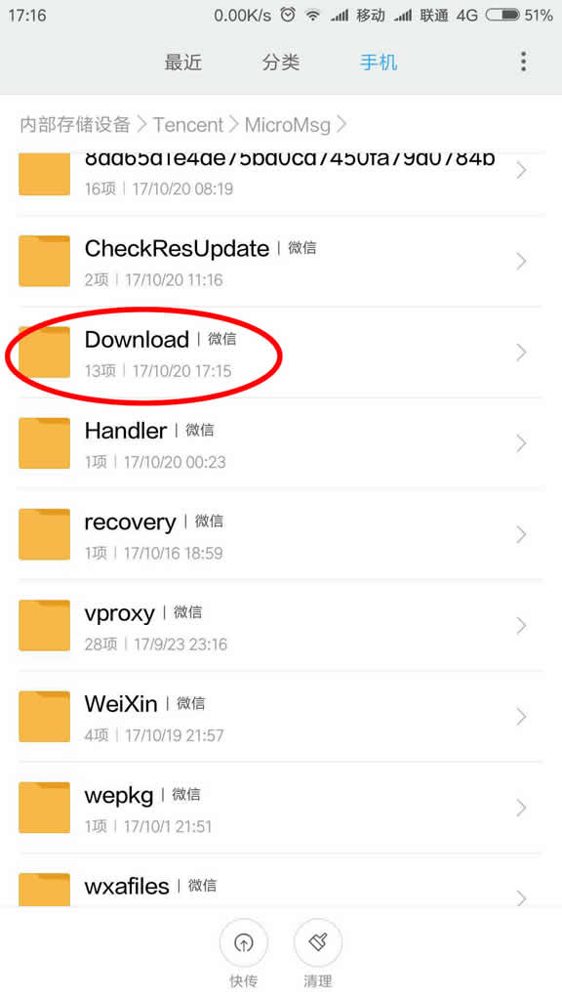 17:16 0.00K/s 移动 联通 4G 51%
最近 分类 手机
内部存储设备 > Tencent > MicroMsg >
8dd65d1e4de75bd0cd7450fa79d0784b
16项 | 17/10/20 08:19
CheckResUpdate | 微信
2项 | 17/10/20 11:16
Download | 微信
13项 | 17/10/20 17:15
Handler | 微信
1项 | 17/10/20 00:23
recovery | 微信
1项 | 17/10/16 18:59
vproxy | 微信
28项 | 17/9/23 23:16
WeiXin | 微信
4项 | 17/10/19 21:57
wepkg | 微信
1项 | 17/10/1 21:51
wxafiles | 微信
快传 清理